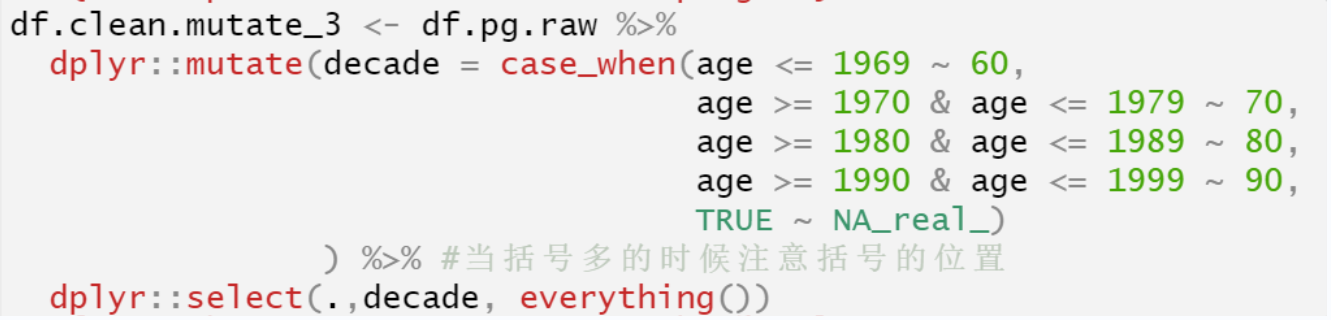 df.clean.mutate_3 <- df.pg.raw %>%
  dplyr::mutate(decade = case_when(age <= 1969 ~ 60,
                                   age >= 1970 & age <= 1979 ~ 70,
                                   age >= 1980 & age <= 1989 ~ 80,
                                   age >= 1990 & age <= 1999 ~ 90,
                                   TRUE ~ NA_real_)
                ) %>% #当括号多的时候注意括号的位置
  dplyr::select(.,decade, everything())